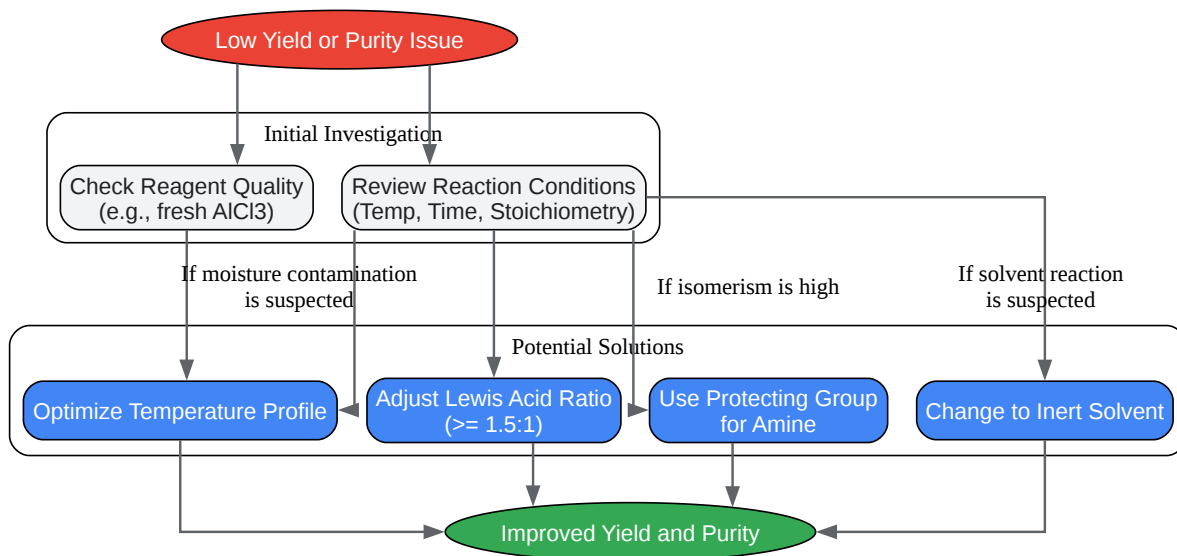 Low Yield or Purity Issue
Initial Investigation
Check Reagent Quality
(e.g., fresh AlCl3)
Review Reaction Conditions
(Temp, Time, Stoichiometry)
If moisture contamination
is suspected
If isomerism is high
If solvent reaction
is suspected
Potential Solutions
Optimize Temperature Profile
Adjust Lewis Acid Ratio
(>= 1.5:1)
Use Protecting Group
for Amine
Change to Inert Solvent
Improved Yield and Purity